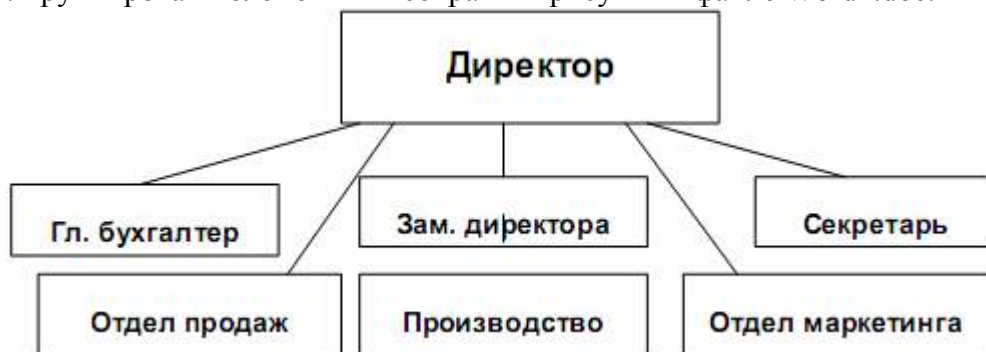 Директор
Гл. бухгалтер
Зам. директора
Секретарь
Отдел продаж
Производство
Отдел маркетинга